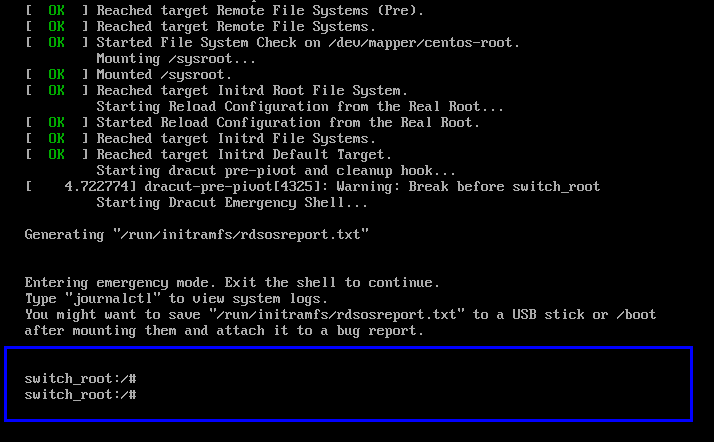 [  OK  ] Reached target Remote File Systems (Pre).
[  OK  ] Reached target Remote File Systems.
[  OK  ] Started File System Check on /dev/mapper/centos-root.
         Mounting /sysroot...
[  OK  ] Mounted /sysroot.
[  OK  ] Reached target Initrd Root File System.
         Starting Reload Configuration from the Real Root...
[  OK  ] Started Reload Configuration from the Real Root.
[  OK  ] Reached target Initrd File Systems.
[  OK  ] Reached target Initrd Default Target.
         Starting dracut pre-pivot and cleanup hook...
[    4.722774] dracut-pre-pivot[4325]: Warning: Break before switch_root
         Starting Dracut Emergency Shell...
Generating "/run/initramfs/rdsosreport.txt"
Entering emergency mode. Exit the shell to continue.
Type "journalctl" to view system logs.
You might want to save "/run/initramfs/rdsosreport.txt" to a USB stick or /boot
after mounting them and attach it to a bug report.
switch_root:/#
switch_root:/#